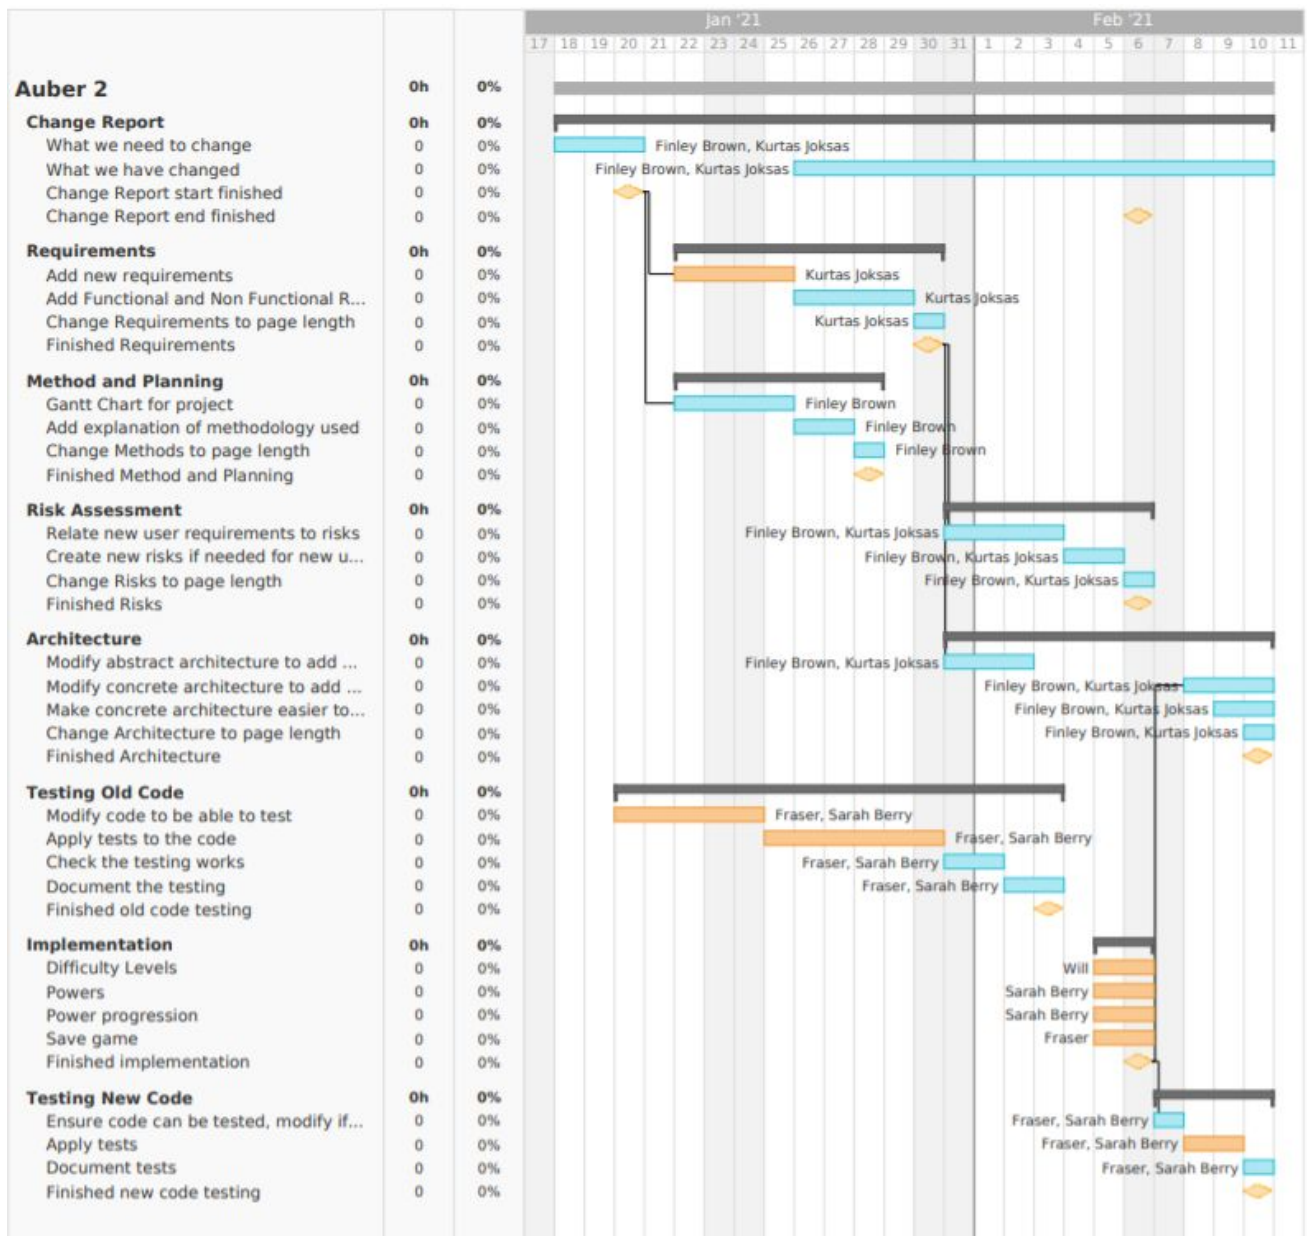 Jan '21 Feb '21
17 18 19 20 21 22 23 24 25 26 27 28 29 30 31 1 2 3 4 5 6 7 8 9 10 11
Auber 2 0h 0%
Change Report 0h 0%
What we need to change 0 0% Finley Brown, Kurtas Joksas
What we have changed 0 0% Finley Brown, Kurtas Joksas
Change Report start finished 0 0%
Change Report end finished 0 0%
Requirements 0h 0%
Add new requirements 0 0% Kurtas Joksas
Add Functional and Non Functional R... 0 0% Kurtas Joksas
Change Requirements to page length 0 0% Kurtas Joksas
Finished Requirements 0 0%
Method and Planning 0h 0%
Gantt Chart for project 0 0% Finley Brown
Add explanation of methodology used 0 0% Finley Brown
Change Methods to page length 0 0% Finley Brown
Finished Method and Planning 0 0%
Risk Assessment 0h 0%
Relate new user requirements to risks 0 0% Finley Brown, Kurtas Joksas
Create new risks if needed for new u... 0 0% Finley Brown, Kurtas Joksas
Change Risks to page length 0 0% Finley Brown, Kurtas Joksas
Finished Risks 0 0%
Architecture 0h 0%
Modify abstract architecture to add ... 0 0% Finley Brown, Kurtas Joksas
Modify concrete architecture to add ... 0 0% Finley Brown, Kurtas Joksas
Make concrete architecture easier to... 0 0% Finley Brown, Kurtas Joksas
Change Architecture to page length 0 0% Finley Brown, Kurtas Joksas
Finished Architecture 0 0%
Testing Old Code 0h 0%
Modify code to be able to test 0 0% Fraser, Sarah Berry
Apply tests to the code 0 0% Fraser, Sarah Berry
Check the testing works 0 0% Fraser, Sarah Berry
Document the testing 0 0% Fraser, Sarah Berry
Finished old code testing 0 0%
Implementation 0h 0%
Difficulty Levels 0 0% Will
Powers 0 0% Sarah Berry
Power progression 0 0% Sarah Berry
Save game 0 0% Fraser
Finished implementation 0 0%
Testing New Code 0h 0%
Ensure code can be tested, modify if... 0 0% Fraser, Sarah Berry
Apply tests 0 0% Fraser, Sarah Berry
Document tests 0 0% Fraser, Sarah Berry
Finished new code testing 0 0%